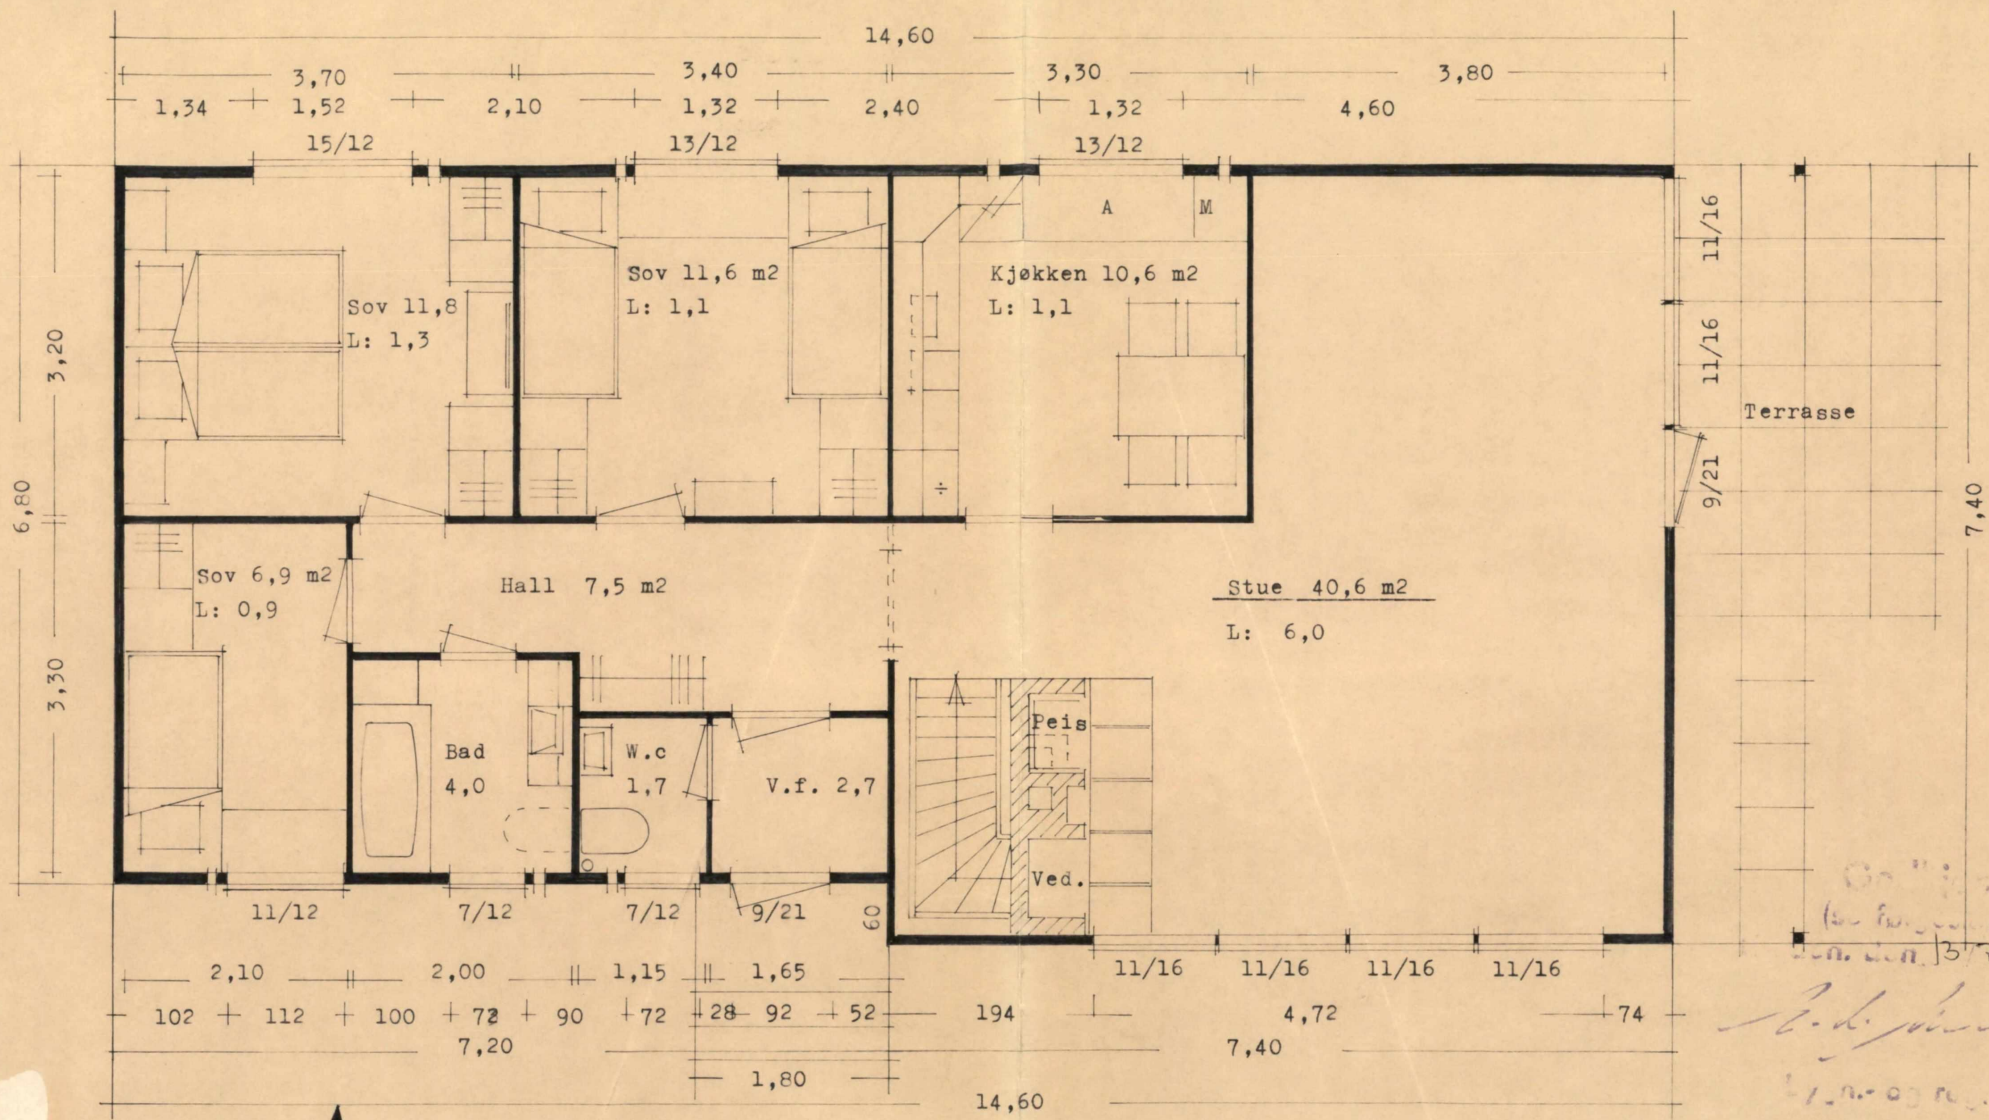 14,60
3,70 3,40 3,30 3,80
1,34 1,52 2,10 1,32 2,40 1,32 4,60
15/12 13/12 13/12
11/16
11/16
9/21
Terrasse
7,40
6,80
3,20
3,30
A M
Sov 11,8
L: 1,3
Sov 11,6 m2
L: 1,1
Kjøkken 10,6 m2
L: 1,1
Sov 6,9 m2
L: 0,9
Hall 7,5 m2
Stue 40,6 m2
L: 6,0
Bad
4,0
W.c
1,7
V.f. 2,7
Peis
Ved.
11/12 7/12 7/12 9/21 60
11/16 11/16 11/16 11/16
2,10 2,00 1,15 1,65
102 112 100 72 90 72 28 92 52 194 4,72 74
7,20 7,40
1,80
14,60